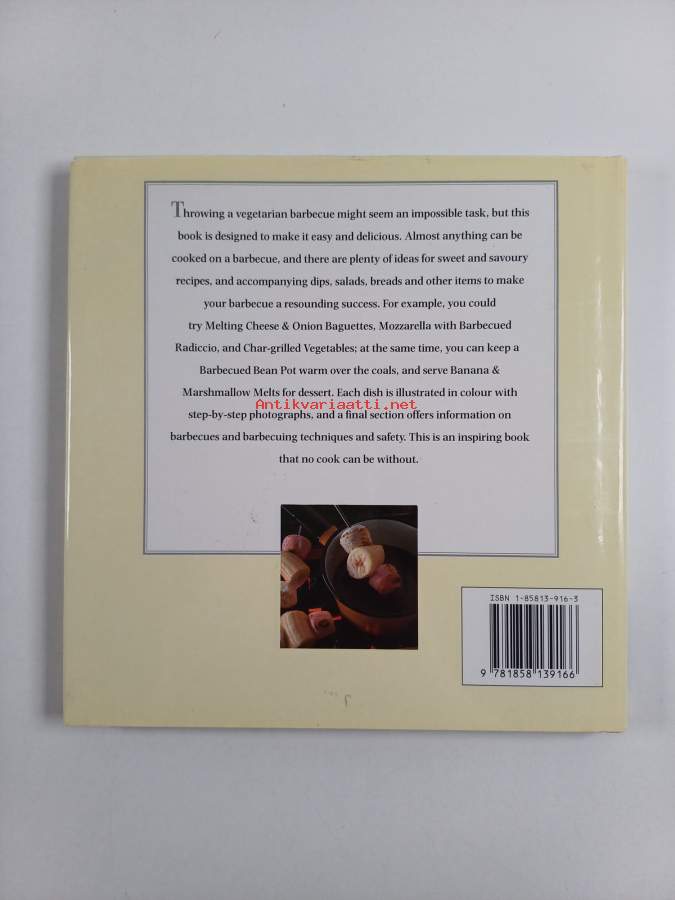 Throwing a vegetarian barbecue might seem an impossible task, but this
book is designed to make it easy and delicious. Almost anything can be
cooked on a barbecue, and there are plenty of ideas for sweet and savoury
recipes, and accompanying dips, salads, breads and other items to make
your barbecue a resounding success. For example, you could
try Melting Cheese & Onion Baguettes, Mozzarella with Barbecued
Radiccio, and Char-grilled Vegetables; at the same time, you can keep a
Barbecued Bean Pot warm over the coals, and serve Banana &
Marshmallow Melts for dessert. Each dish is illustrated in colour with
Antikvariaatti.net
step-by-step photographs, and a final section offers information on
barbecues and barbecuing techniques and safety. This is an inspiring book
that no cook can be without.
ISBN 1-85813-916-3
9 781858 139166